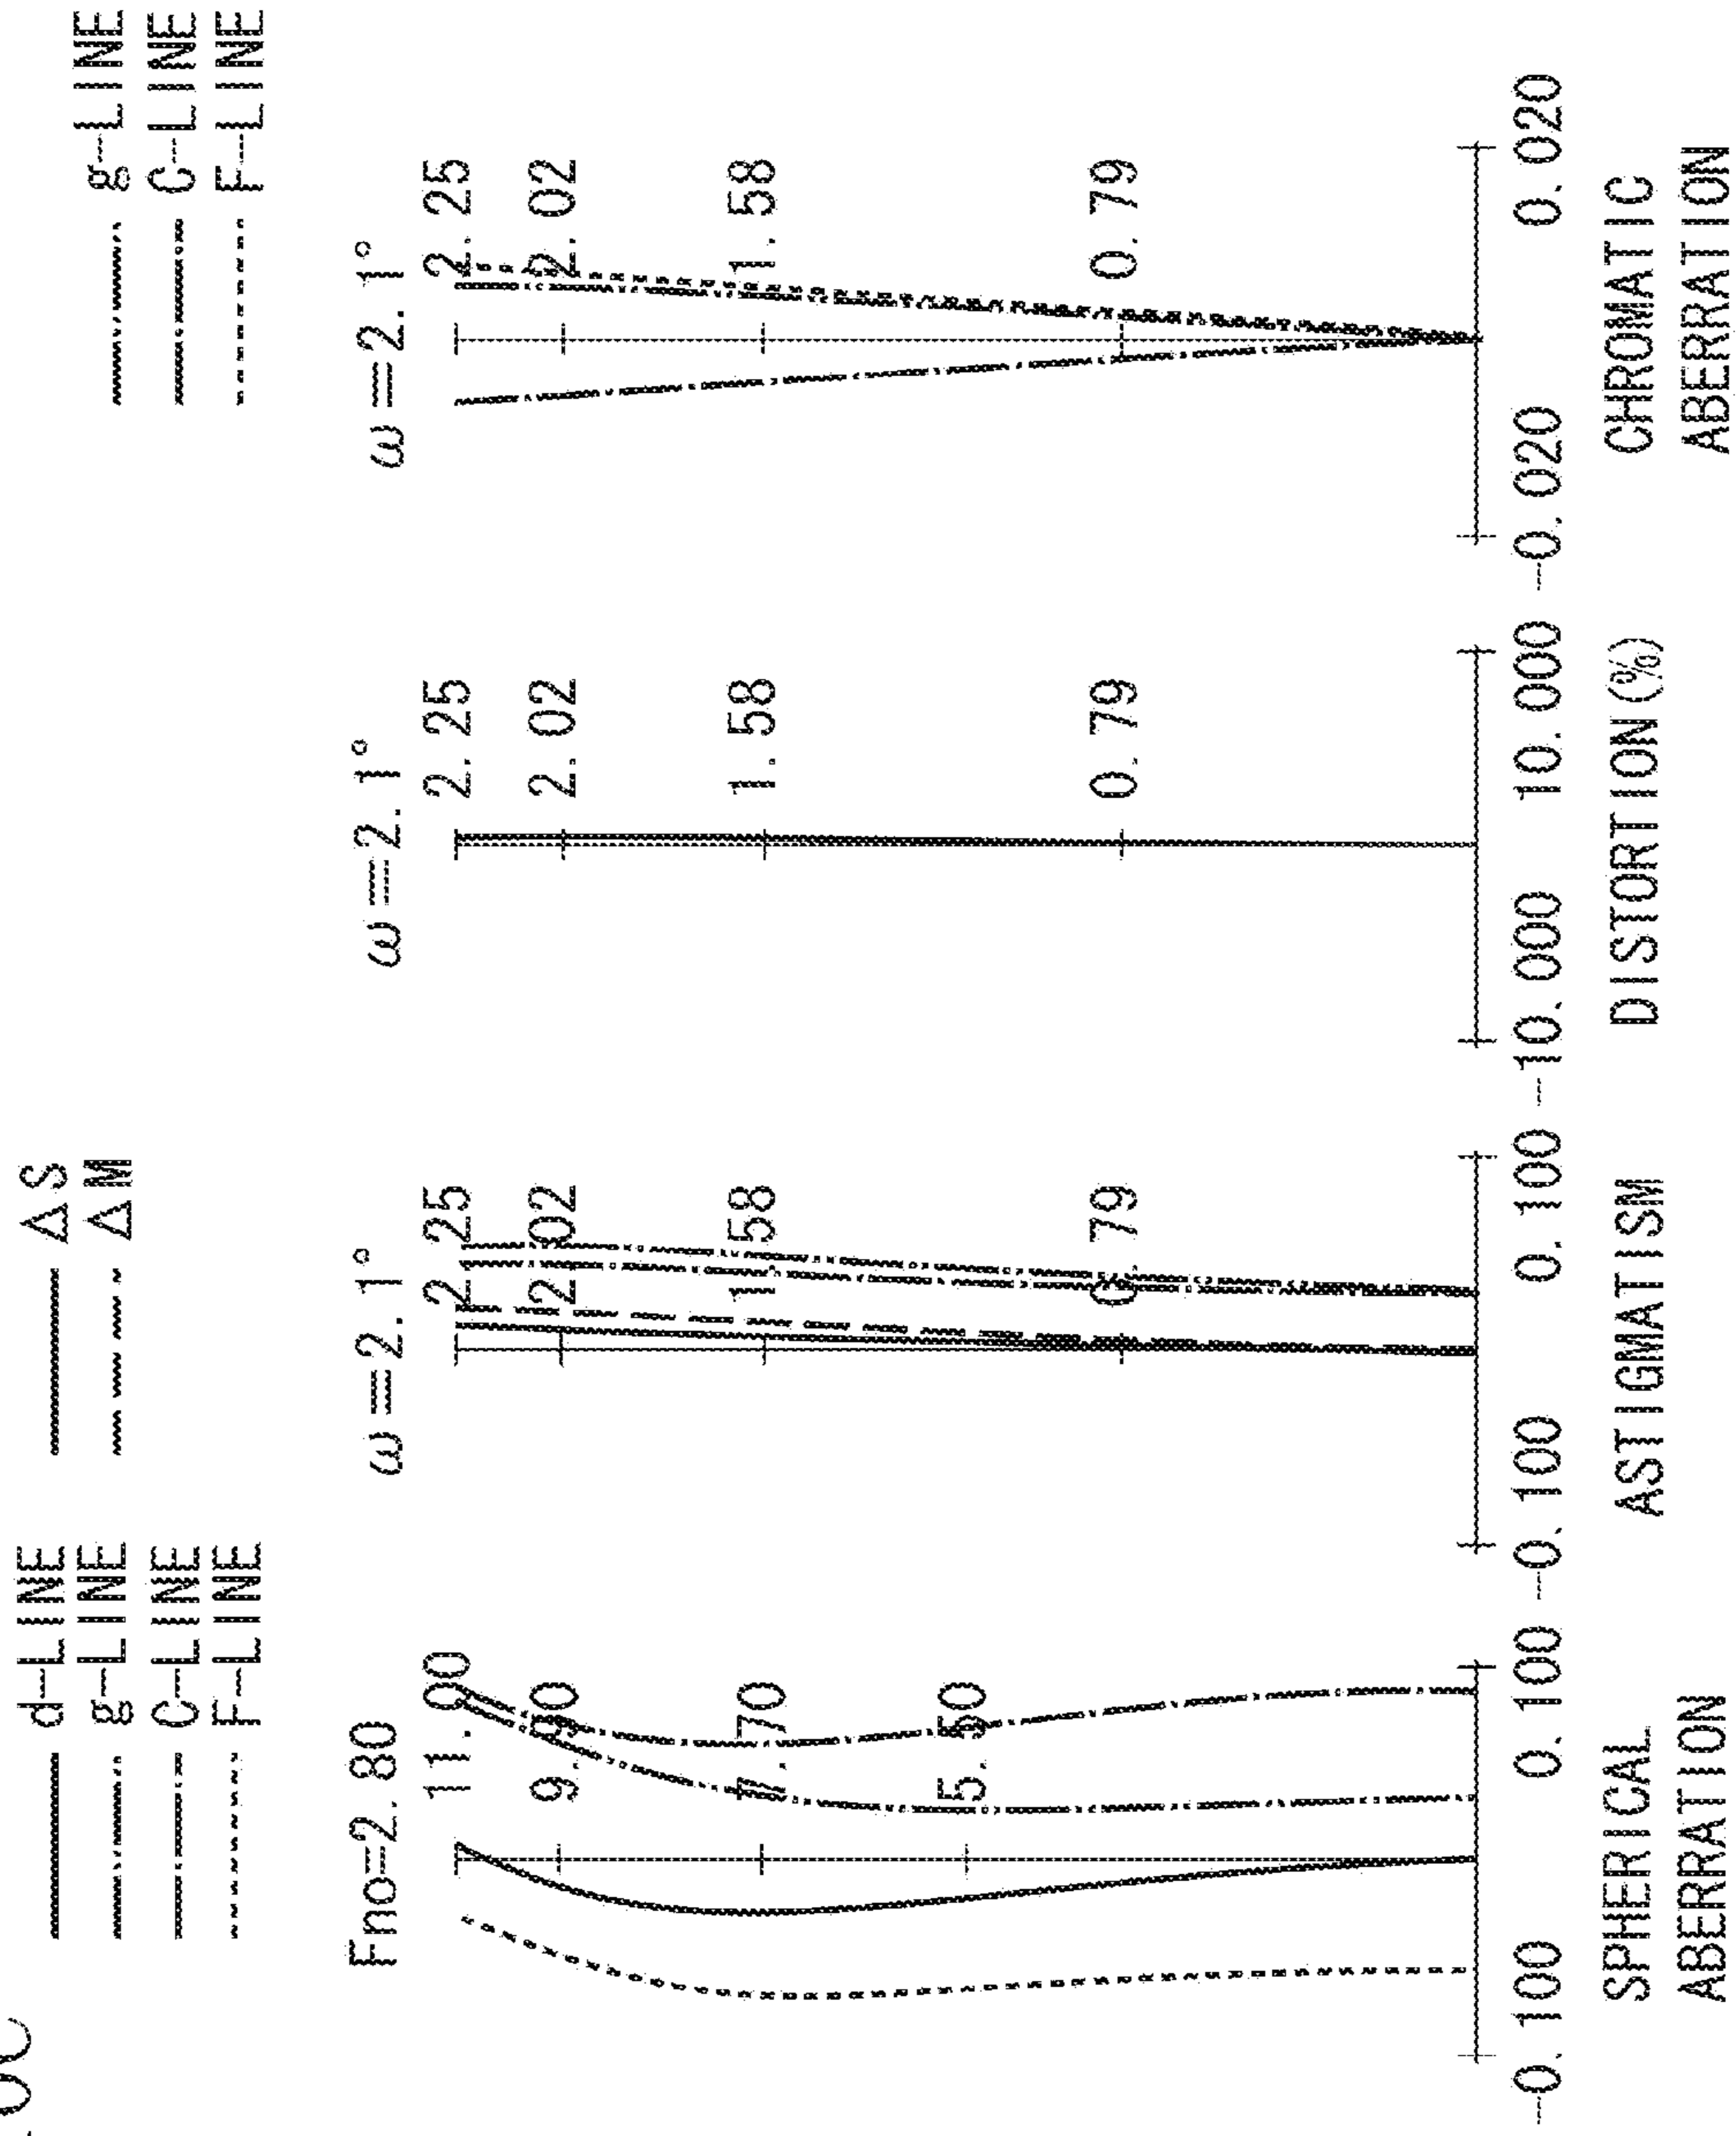 d-LINE
g-LINE
C-LINE
F-LINE
ΔS
ΔM
g-LINE
C-LINE
F-LINE
Fno=2.80
11.00
9.90
7.70
5.50
-0.100 0.100
SPHERICAL
ABERRATION
ω=2.1°
2.25
2.02
1.58
0.79
-0.100 0.100
ASTIGMATISM
ω=2.1°
2.25
2.02
1.58
0.79
-10.000 10.000
DISTORTION(%)
ω=2.1°
2.25
2.02
1.58
0.79
-0.020 0.020
CHROMATIC
ABERRATION